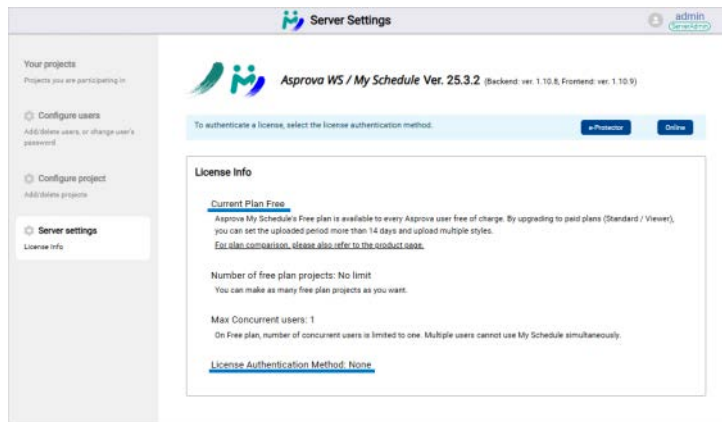 Server Settings
admin
(ServerAdmin)
Your projects
Projects you are participating in
Configure users
Add/delete users, or change user's
password
Configure project
Add/delete projects
Server settings
License Info
Asprova WS / My Schedule Ver. 25.3.2 (Backend: ver. 1.10.8, Frontend: ver. 1.10.9)
To authenticate a license, select the license authentication method.
e-Protector
Online
License Info
Current Plan Free
Asprova My Schedule's Free plan is available to every Asprova user free of charge. By upgrading to paid plans (Standard / Viewer),
you can set the uploaded period more than 14 days and upload multiple styles.
For plan comparison, please also refer to the product page.
Number of free plan projects: No limit
You can make as many free plan projects as you want.
Max Concurrent users: 1
On Free plan, number of concurrent users is limited to one. Multiple users cannot use My Schedule simultaneously.
License Authentication Method: None